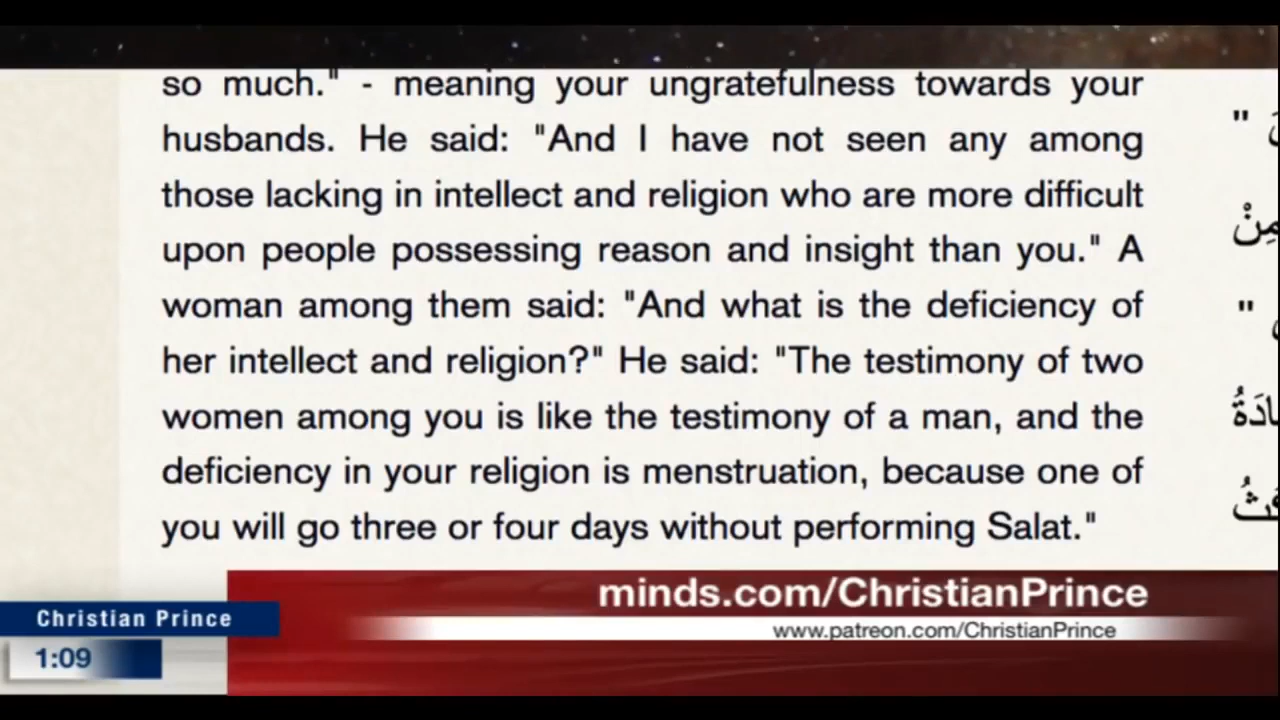 so much." - meaning your ungratefulness towards your
husbands. He said: "And I have not seen any among
those lacking in intellect and religion who are more difficult
upon people possessing reason and insight than you." A
woman among them said: "And what is the deficiency of
her intellect and religion?" He said: "The testimony of two
women among you is like the testimony of a man, and the
deficiency in your religion is menstruation, because one of
you will go three or four days without performing Salat."
مِنْ
minds.com/ChristianPrince
Christian Prince
www.patreon.com/ChristianPrince
1:09